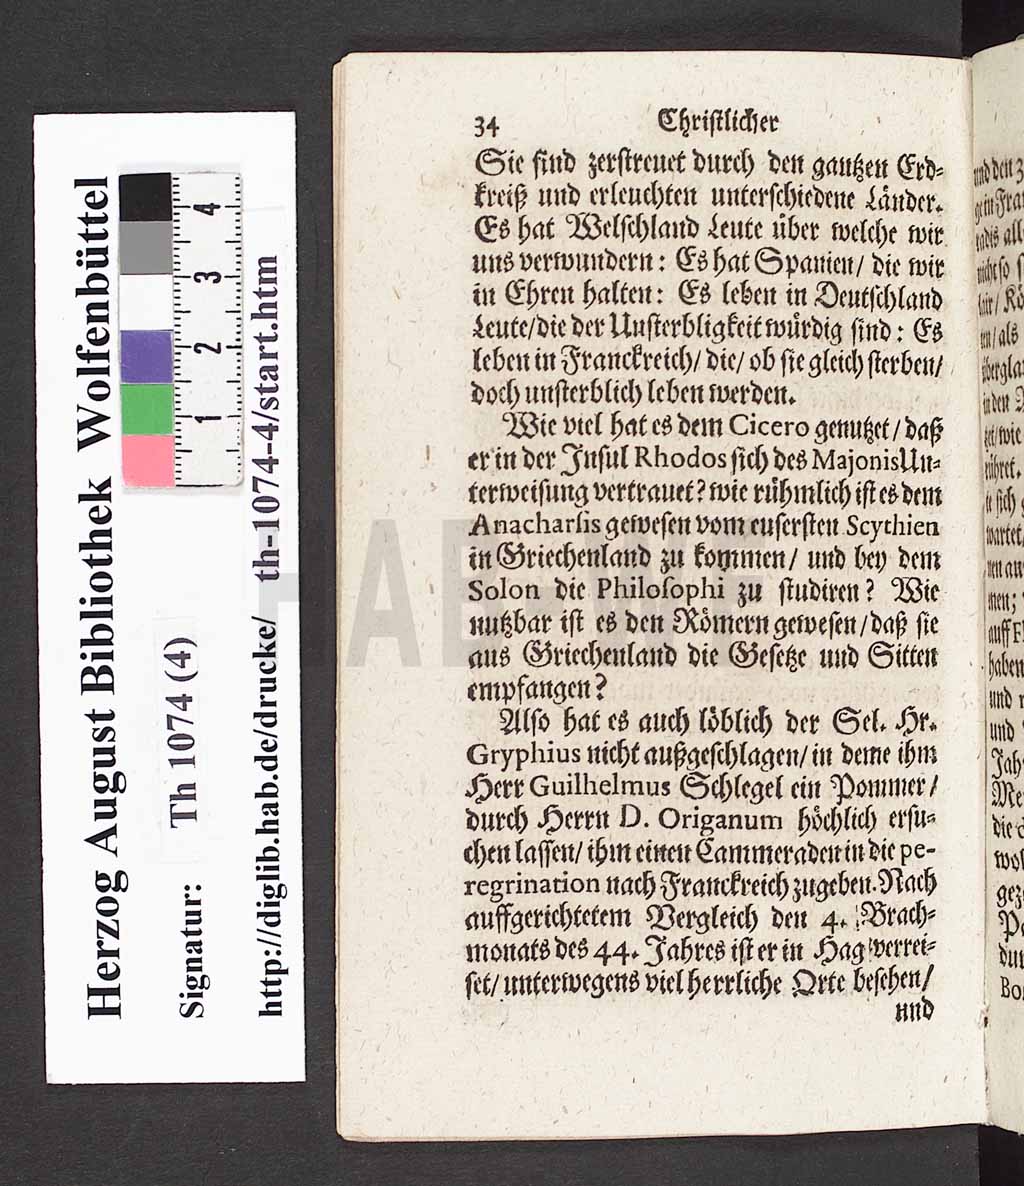 34 Christlicher
Sie sind zerstreuet durch den gantzen Erd-
kreiß und erleuchten unterschiedene Länder.
Es hat Welschland Leute über welche wir
uns verwundern: Es hat Spanien/ die wir
in Ehren halten: Es leben in Deutschland
Leute/die der Unsterbligkeit würdig sind: Es
leben in Franckreich/ die/ ob sie gleich sterben/
doch unsterblich leben werden.
Wie viel hat es dem Cicero genutzet/ daß
er in der Insul Rhodos sich des Majonis Un-
terweisung vertrauet? wie rühmlich ist es dem
Anacharsis gewesen vom eusersten Scythien
in Griechenland zu kommen/ und bey dem
Solon die Philosophi zu studiren? Wie
nutzbar ist es den Römern gewesen/daß sie
aus Griechenland die Gesetze und Sitten
empfangen?
Also hat es auch löblich der Sel. Hr.
Gryphius nicht außgeschlagen/ in deme ihm
Herr Guilhelmus Schlegel ein Pommer/
durch Herrn D. Origanum höchlich ersu-
chen lassen/ ihm einen Cammeraden in die pe-
regrination nach Franckreich zugeben. Nach
auffgerichtetem Vergleich den 4. Brach-
monats des 44. Jahres ist er in Hag verrei-
set/ unterwegens viel herrliche Orte besehen/
und
Herzog August Bibliothek Wolfenbüttel
Signatur: Th 1074 (4)
http://diglib.hab.de/drucke/ th-1074-4/start.htm
1 2 3 4
HAB